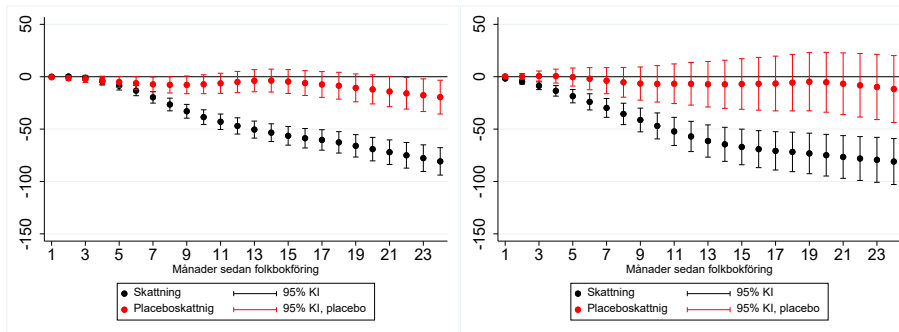 50
0
-50
-100
-150
1 3 5 7 9 11 13 15 17 19 21 23
Månader sedan folkbokföring
Skattning 95% KI
Placeboskattnig 95% KI, placebo
50
0
-50
-100
-150
1 3 5 7 9 11 13 15 17 19 21 23
Månader sedan folkbokföring
Skattning 95% KI
Placeboskattnig 95% KI, placebo